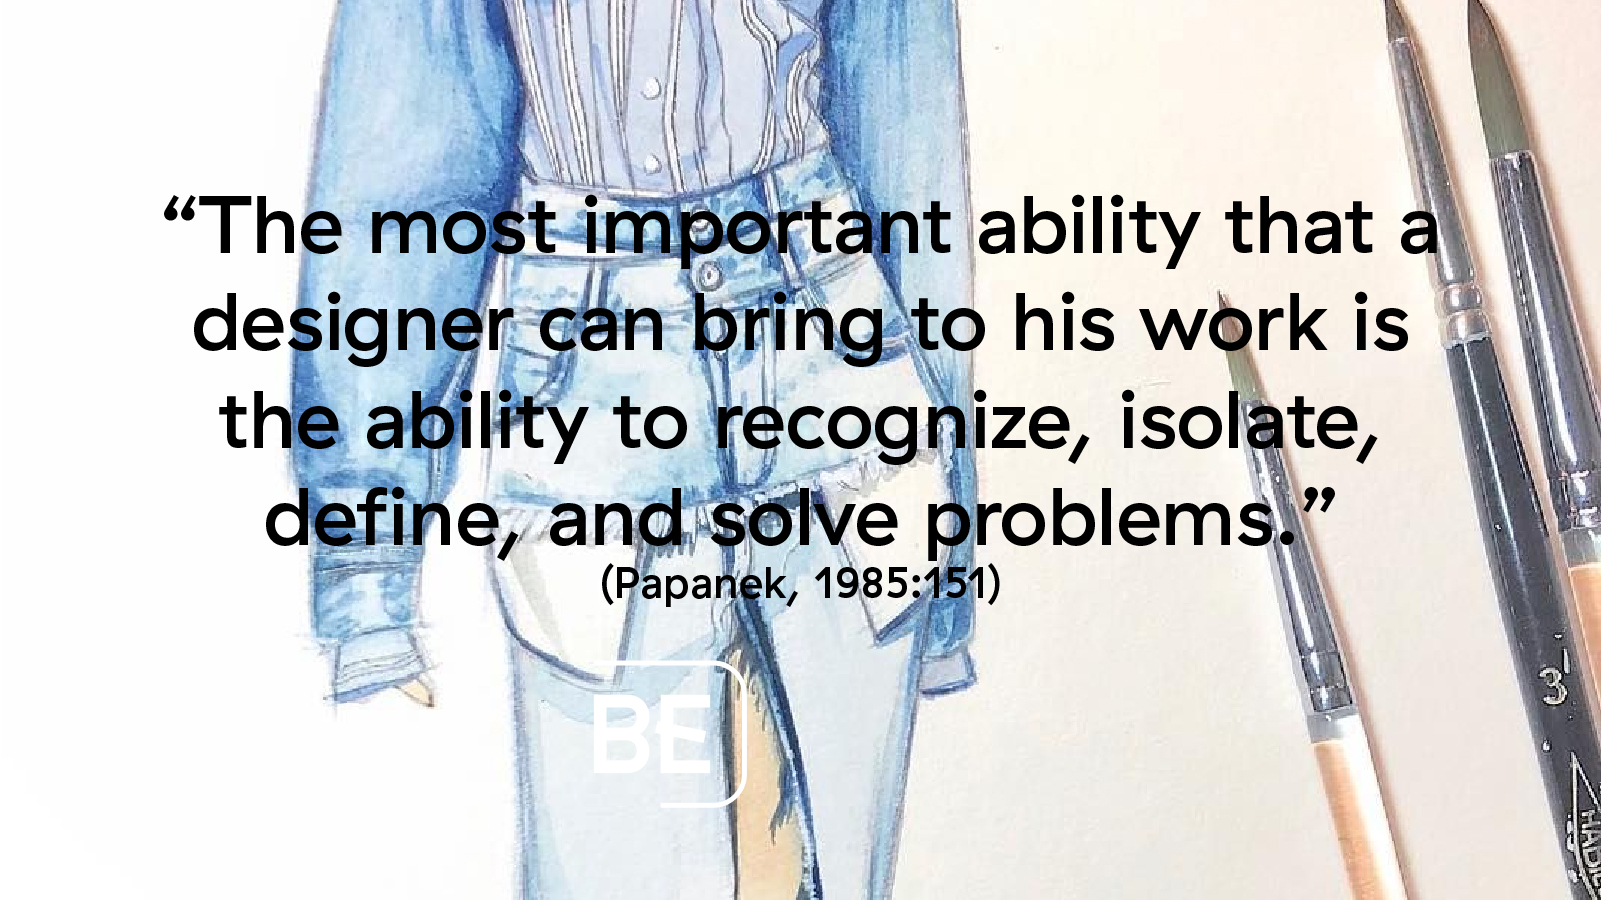 “The most important ability that a
designer can bring to his work is
the ability to recognize, isolate,
define, and solve problems.”
(Papanek, 1985:151)
BE
3